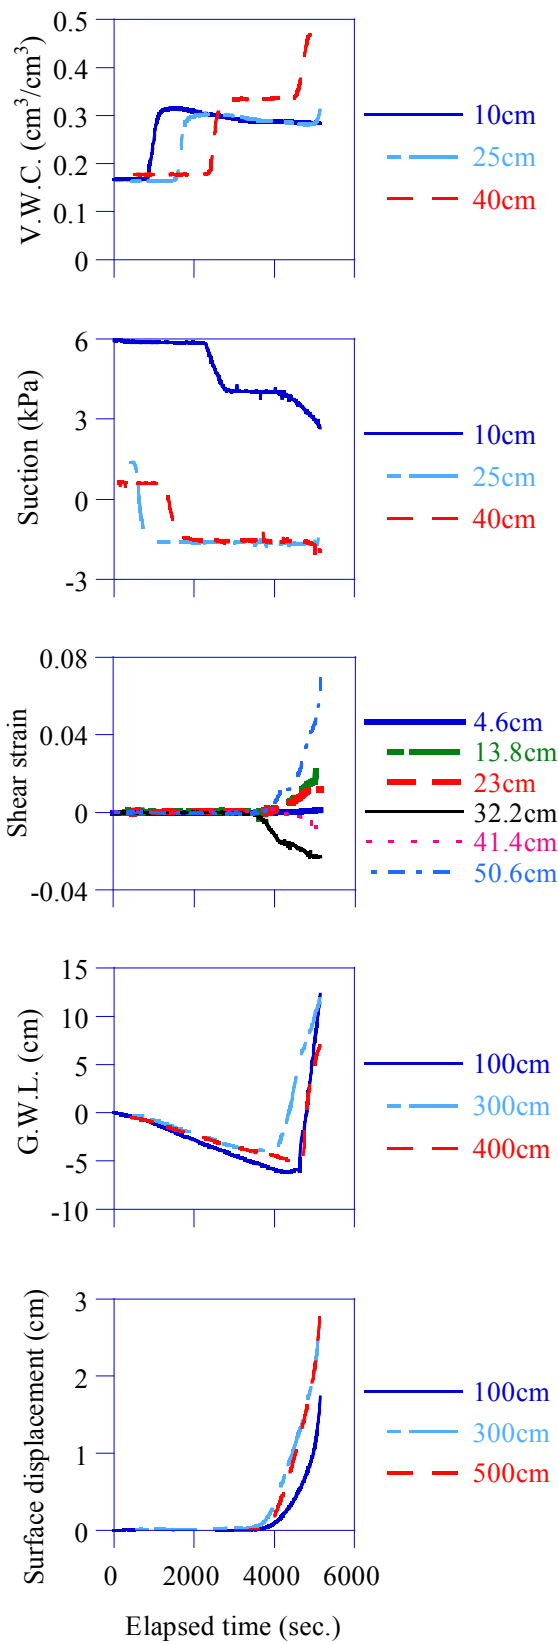 V.W.C. (cm³/cm³)
0.5
0.4
0.3
0.2
0.1
0
10cm
25cm
40cm
Suction (kPa)
6
3
0
-3
10cm
25cm
40cm
Shear strain
0.08
0.04
0
-0.04
4.6cm
13.8cm
23cm
32.2cm
41.4cm
50.6cm
G.W.L. (cm)
15
10
5
0
-5
-10
100cm
300cm
400cm
Surface displacement (cm)
3
2
1
0
100cm
300cm
500cm
0 2000 4000 6000
Elapsed time (sec.)